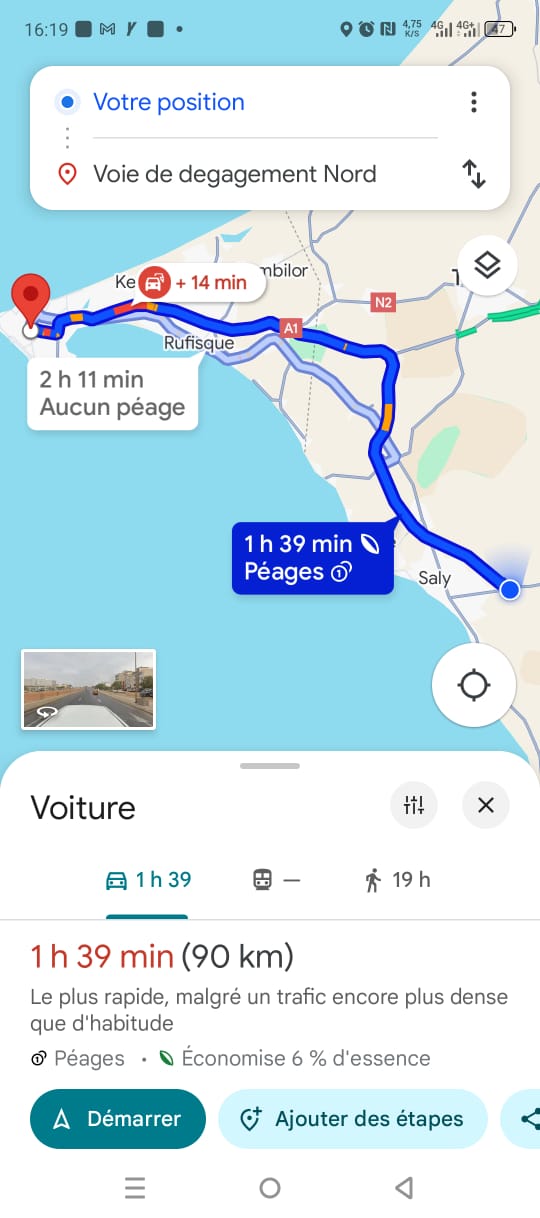 16:19
4,75 K/S
4G
4G+
47
Votre position
Voie de degagement Nord
Ke
+ 14 min
mbilor
N2
A1
Rufisque
2 h 11 min
Aucun péage
1 h 39 min
Péages
Saly
Voiture
1 h 39
—
19 h
1 h 39 min (90 km)
Le plus rapide, malgré un trafic encore plus dense
que d'habitude
Péages · Économise 6 % d'essence
Démarrer
Ajouter des étapes